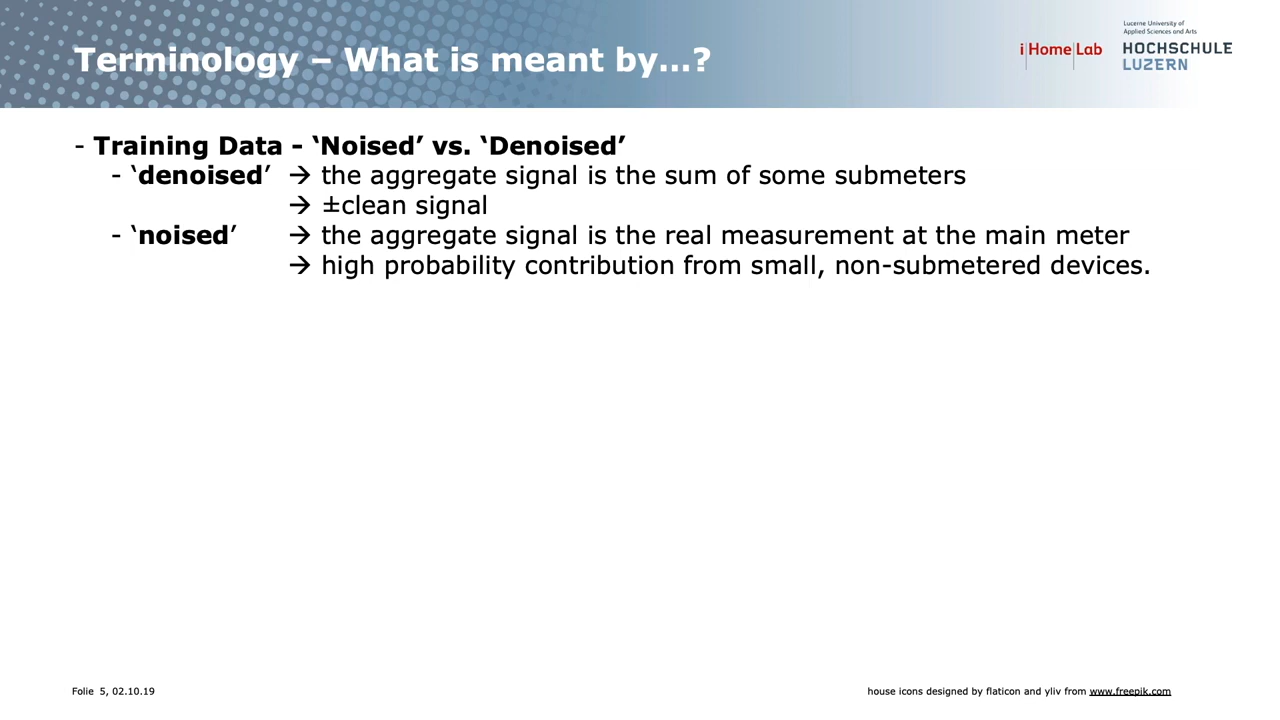 Terminology – What is meant by...?
i Home Lab
Lucerne University of
Applied Sciences and Arts
HOCHSCHULE
LUZERN
- Training Data - ‘Noised’ vs. ‘Denoised’
- ‘denoised’ → the aggregate signal is the sum of some submeters
→ ±clean signal
- ‘noised’ → the aggregate signal is the real measurement at the main meter
→ high probability contribution from small, non-submetered devices.
Folie 5, 02.10.19
house icons designed by flaticon and yliv from www.freepik.com